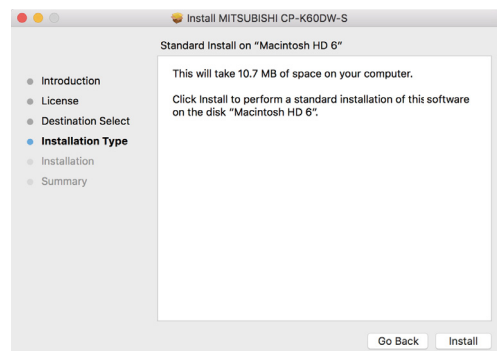 Install MITSUBISHI CP-K60DW-S
Standard Install on “Macintosh HD 6”
Introduction
License
Destination Select
Installation Type
Installation
Summary
This will take 10.7 MB of space on your computer.
Click Install to perform a standard installation of this software
on the disk “Macintosh HD 6”.
Go Back
Install